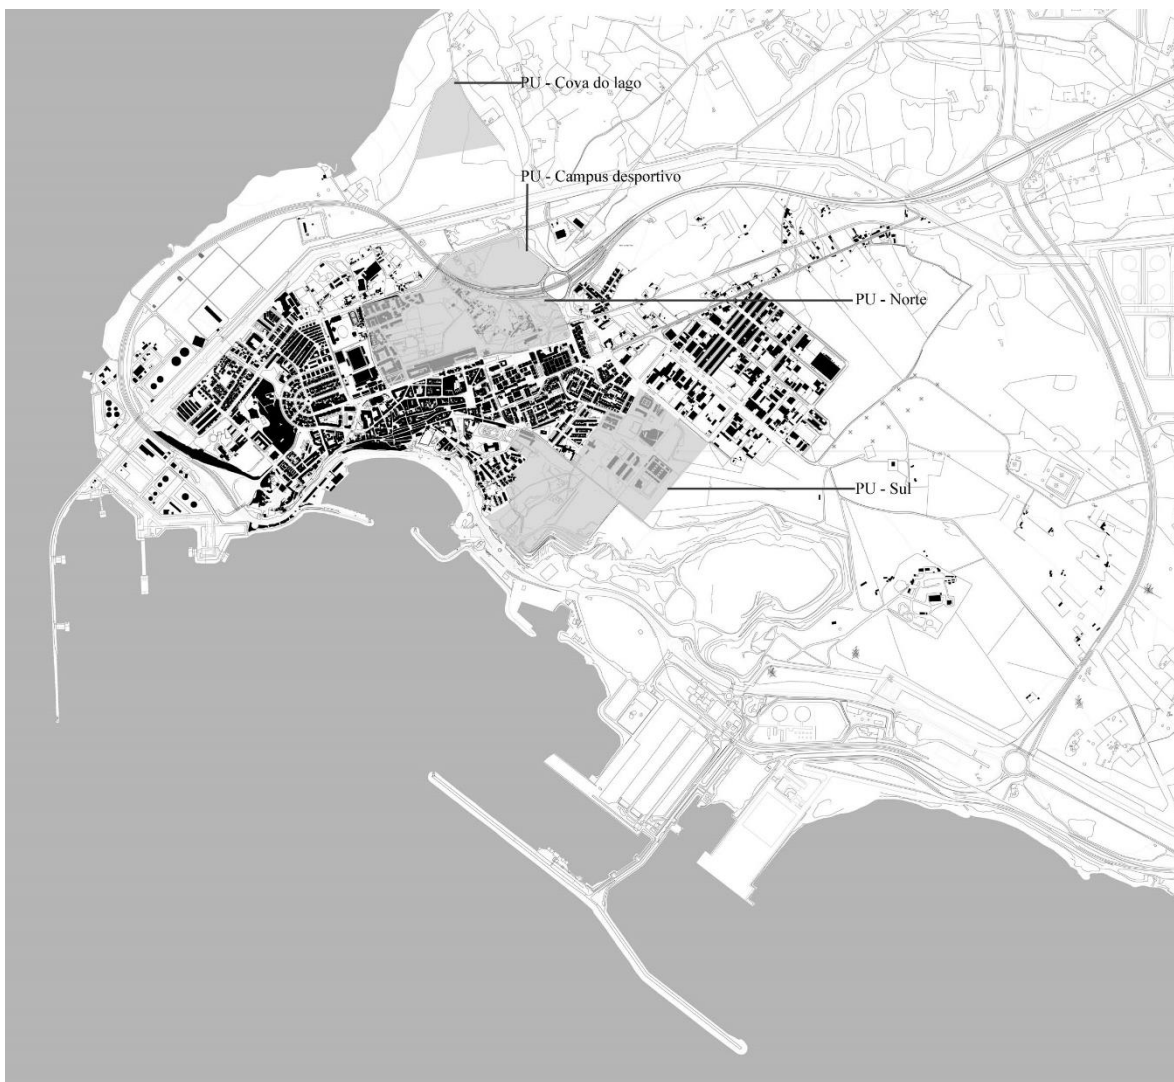 PU - Cova do lago
PU - Campus desportivo
PU - Norte
PU - Sul